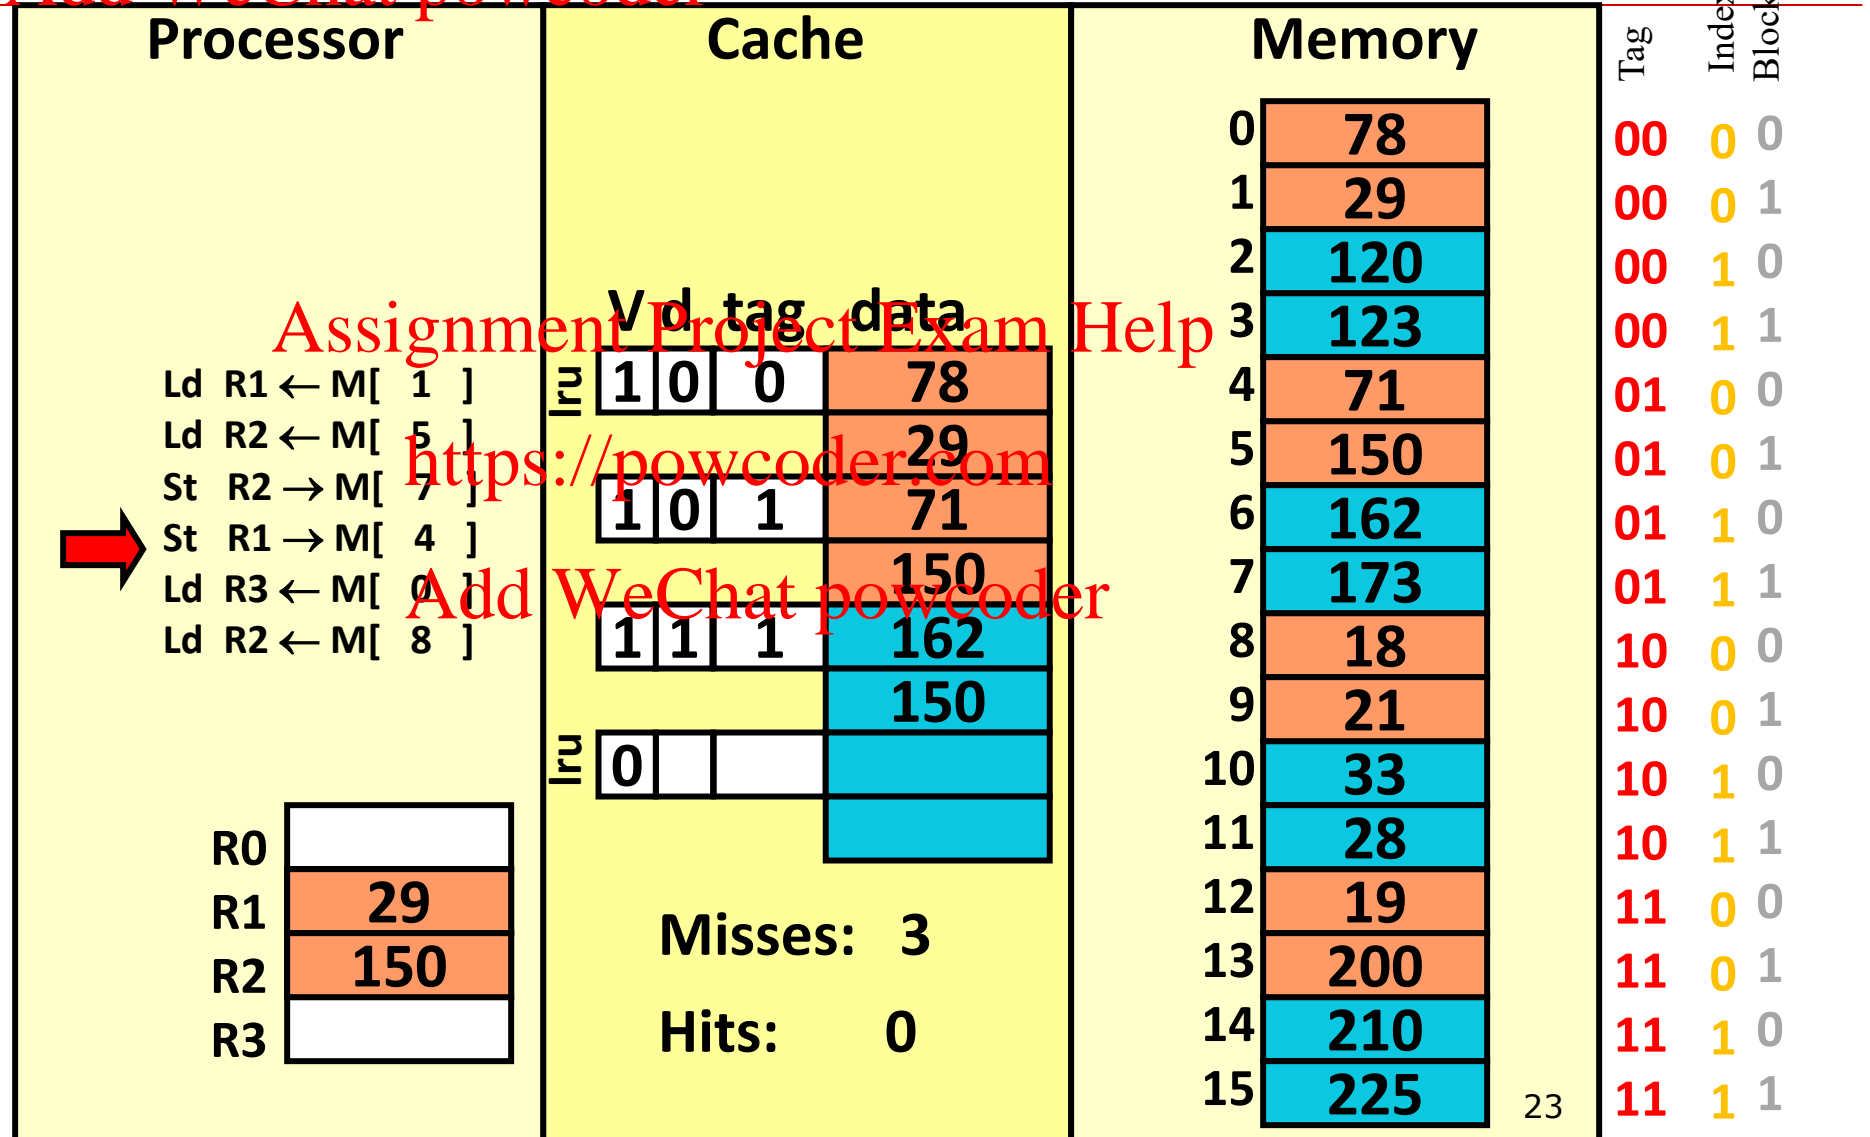 Add WeChat powcoder
Processor
Cache
Memory
Tag
Index
Block
Assignment Project Exam Help
https://powcoder.com
Add WeChat powcoder
Ld R1 ← M[ 1 ]
Ld R2 ← M[ 5 ]
St R2 → M[ 7 ]
St R1 → M[ 4 ]
Ld R3 ← M[ 0 ]
Ld R2 ← M[ 8 ]
R0
R1 29
R2 150
R3
V d tag data
lru 1 0 0 78
29
1 0 1 71
150
1 1 1 162
150
lru 0
Misses: 3
Hits: 0
0 78 00 0 0
1 29 00 0 1
2 120 00 1 0
3 123 00 1 1
4 71 01 0 0
5 150 01 0 1
6 162 01 1 0
7 173 01 1 1
8 18 10 0 0
9 21 10 0 1
10 33 10 1 0
11 28 10 1 1
12 19 11 0 0
13 200 11 0 1
14 210 11 1 0
15 225 11 1 1
23